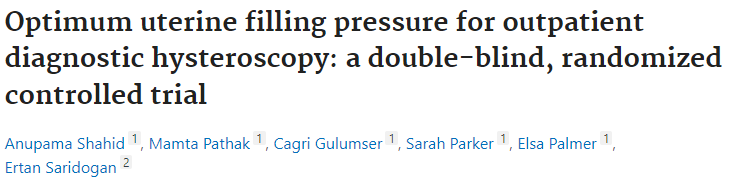 Optimum uterine filling pressure for outpatient
diagnostic hysteroscopy: a double-blind, randomized
controlled trial
Anupama Shahid 1, Mamta Pathak 1, Cagri Gulumser 1, Sarah Parker 1, Elsa Palmer 1,
Ertan Saridogan 2